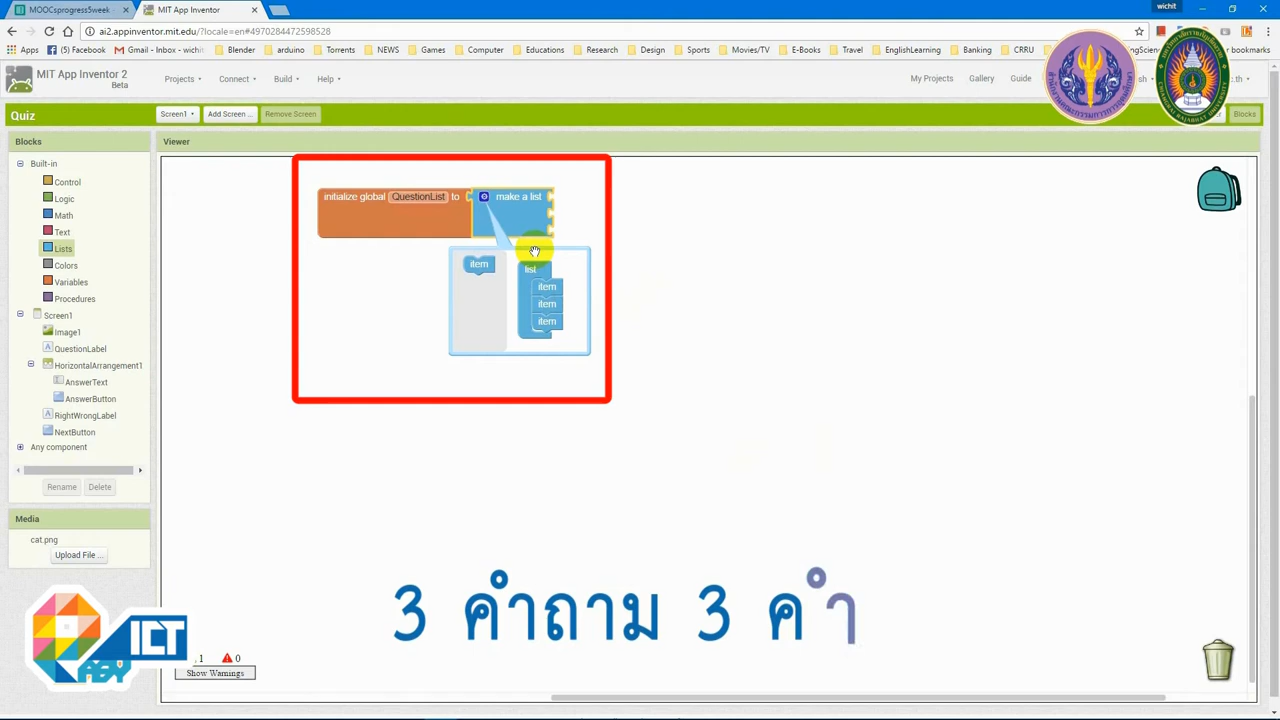 MOOCsprogress5week
MIT App Inventor
wichit
ai2.appinventor.mit.edu/?locale=en#4970284472598528
Apps
(5) Facebook
Gmail - Inbox - wichit
Blender
arduino
Torrents
NEWS
Games
Computer
Educations
Research
Design
Sports
Movies/TV
E-Books
Travel
EnglishLearning
Banking
CRRU
MIT App Inventor 2
Beta
Projects
Connect
Build
Help
My Projects
Gallery
Guide
Quiz
Screen1
Add Screen ...
Remove Screen
Blocks
Blocks
Viewer
Built-in
Control
Logic
Math
Text
Lists
Colors
Variables
Procedures
Screen1
Image1
QuestionLabel
HorizontalArrangement1
AnswerText
AnswerButton
RightWrongLabel
NextButton
Any component
Rename
Delete
Media
cat.png
Upload File ...
initialize global QuestionList to
make a list
item
list
item
item
item
3 คำถาม 3 คำ
ICT
1
0
Show Warnings